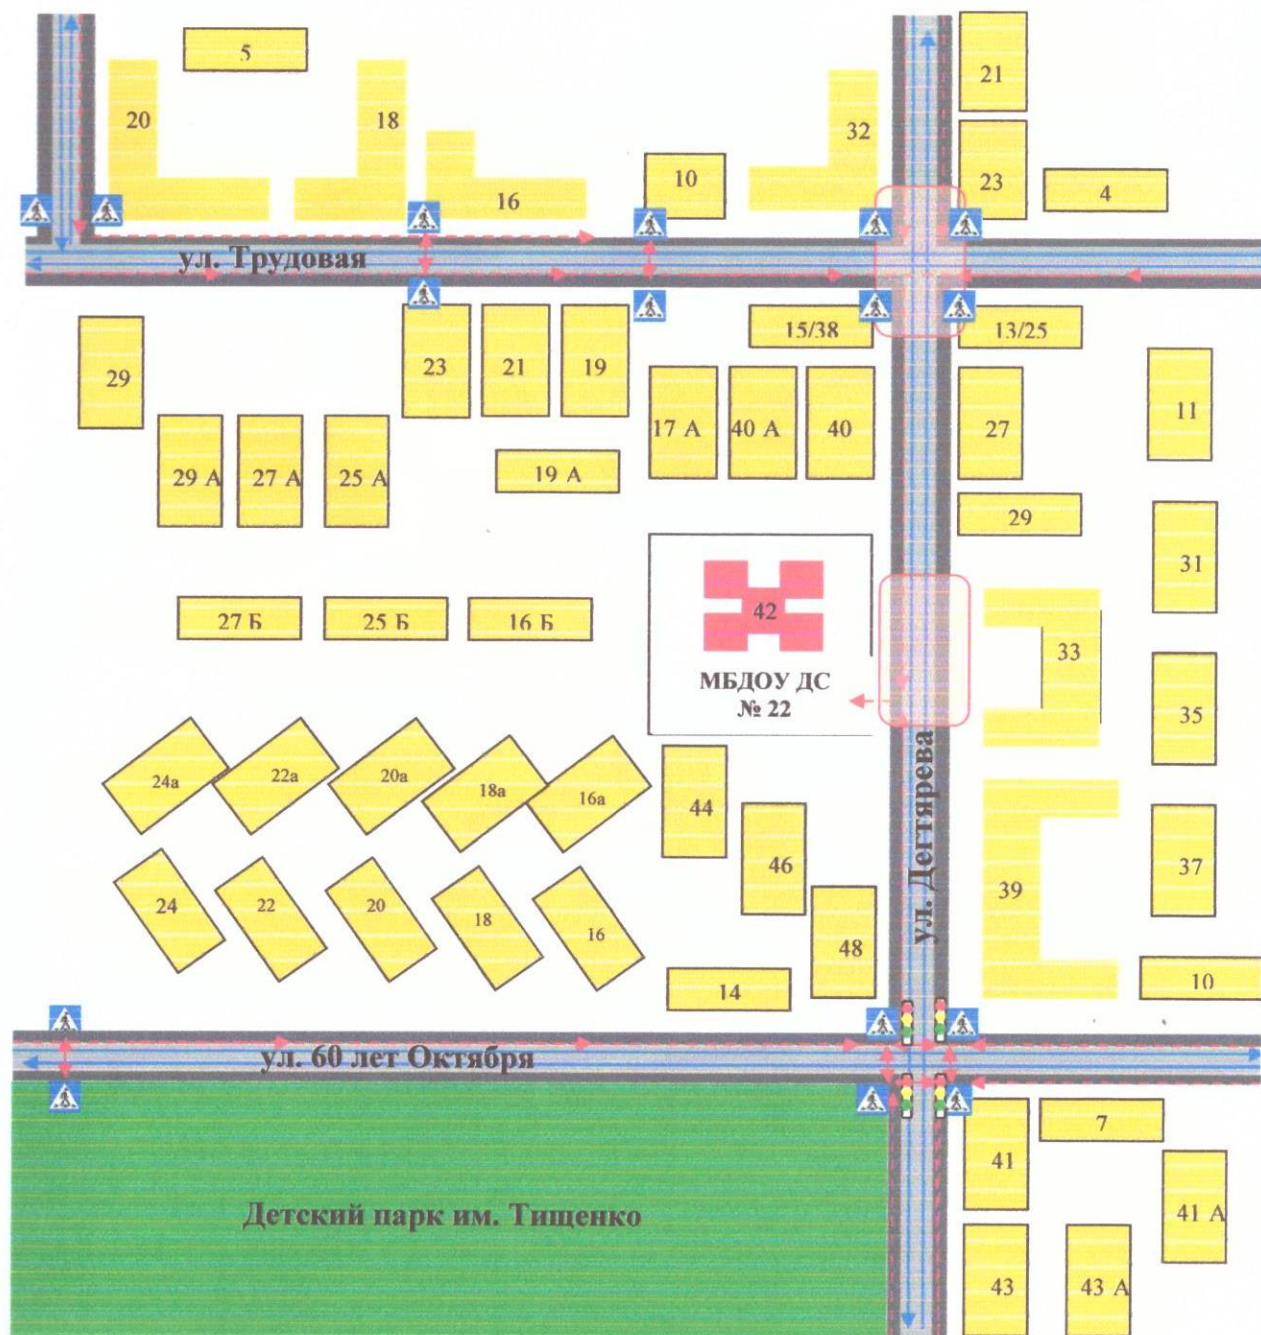 5
21
20
18
32
10
23
4
16
ул. Трудовая
15/38
13/25
29
23
21
19
11
17 А
40 А
40
27
29 А
27 А
25 А
19 А
29
31
42
27 Б
25 Б
16 Б
33
МБДОУ ДС
№ 22
35
ул. Дегтярева
24а
22а
20а
18а
16а
44
46
37
39
24
22
20
18
16
48
14
10
ул. 60 лет Октября
7
41
Детский парк им. Тищенко
41 А
43
43 А